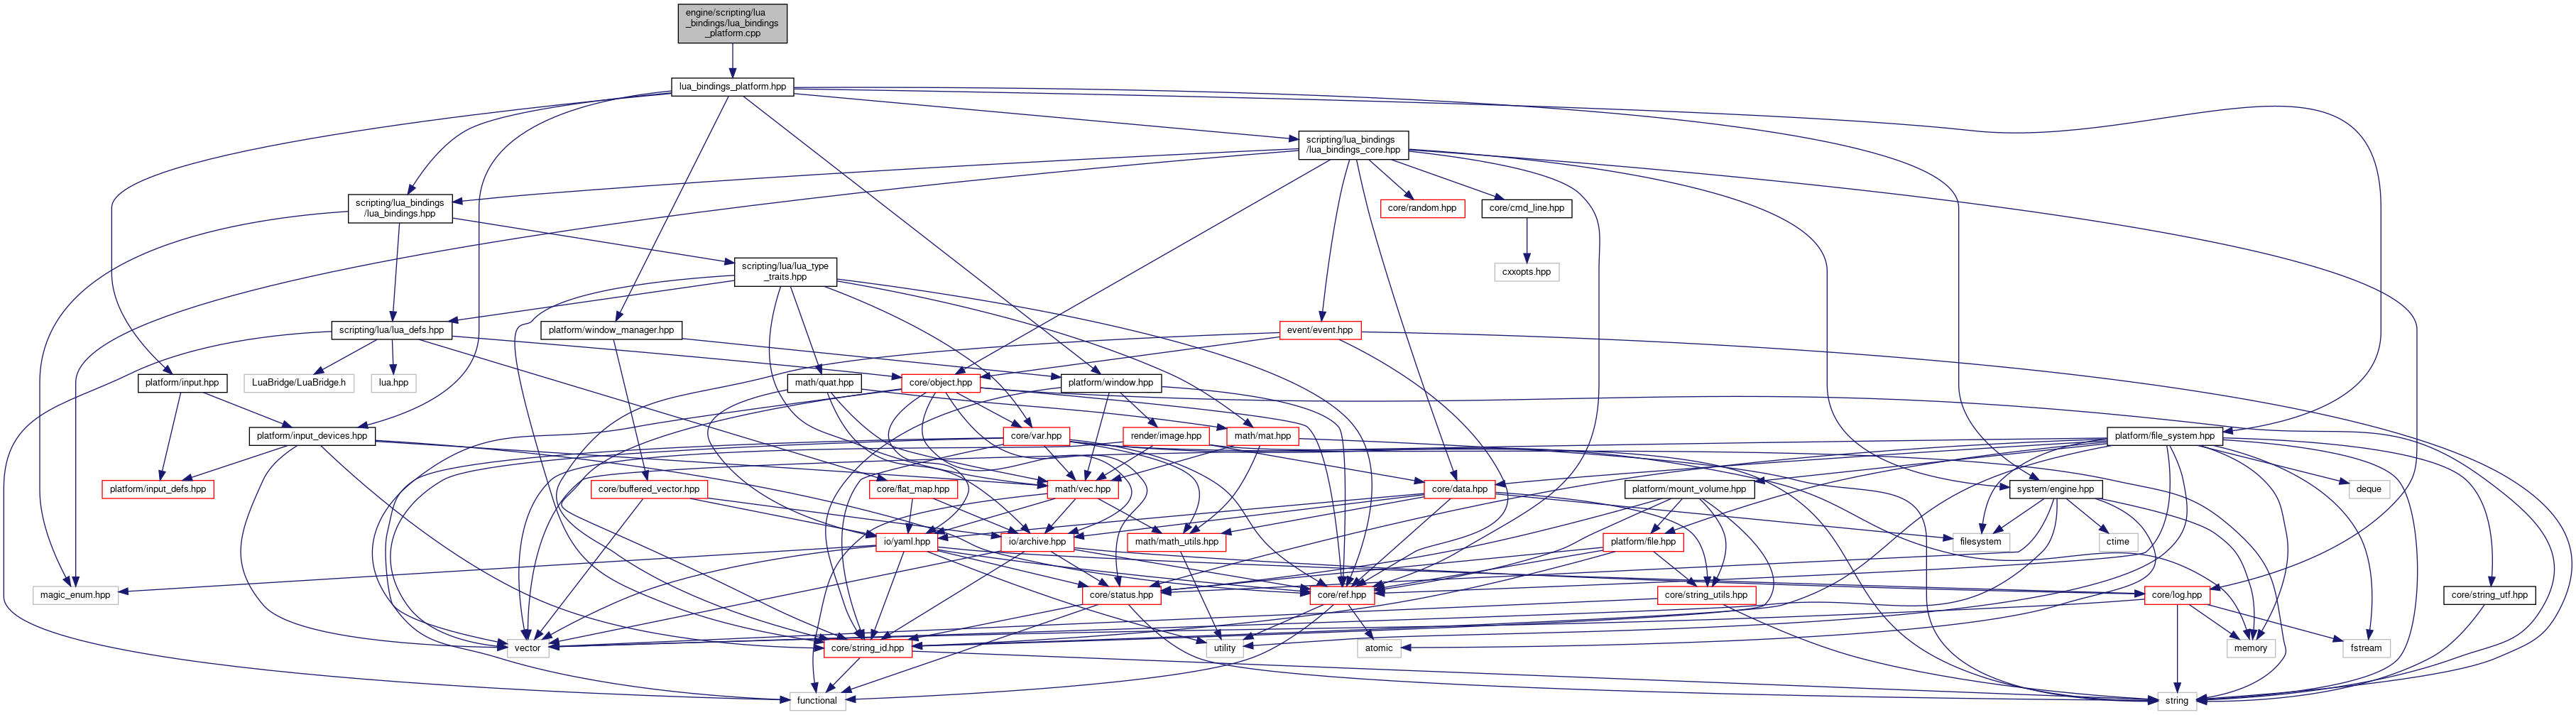 engine/scripting/lua
_bindings/lua_bindings
_platform.cpp
lua_bindings_platform.hpp
scripting/lua_bindings
/lua_bindings_core.hpp
scripting/lua_bindings
/lua_bindings.hpp
core/random.hpp
core/cmd_line.hpp
scripting/lua/lua_type
_traits.hpp
cxxopts.hpp
scripting/lua/lua_defs.hpp
platform/window_manager.hpp
event/event.hpp
platform/input.hpp
LuaBridge/LuaBridge.h
lua.hpp
math/quat.hpp
core/object.hpp
platform/window.hpp
platform/input_devices.hpp
core/var.hpp
render/image.hpp
math/mat.hpp
platform/file_system.hpp
platform/input_defs.hpp
core/buffered_vector.hpp
core/flat_map.hpp
math/vec.hpp
core/data.hpp
platform/mount_volume.hpp
system/engine.hpp
deque
io/yaml.hpp
io/archive.hpp
math/math_utils.hpp
platform/file.hpp
filesystem
ctime
magic_enum.hpp
core/status.hpp
core/ref.hpp
core/string_utils.hpp
core/log.hpp
core/string_utf.hpp
vector
core/string_id.hpp
utility
atomic
memory
fstream
functional
string